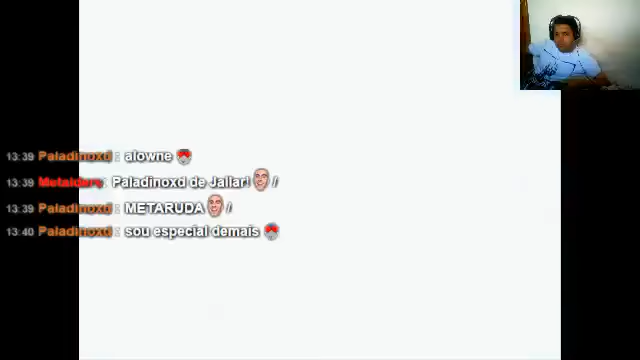 13:39 Paladinoxd : alowne
13:39 : Paladinoxd de Jallar! /
13:39 Paladinoxd : METARUDA /
13:40 Paladinoxd : sou especial demais